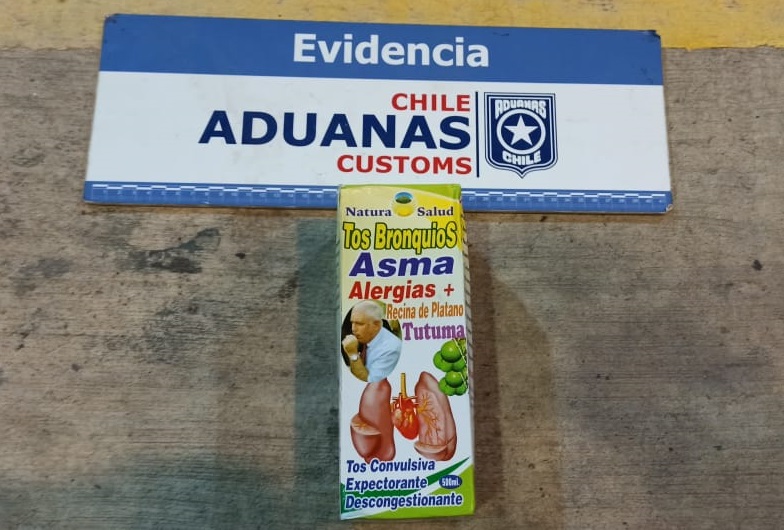 Evidencia
CHILE
ADUANAS
CUSTOMS
ADUANAS
CHILE
Natura Salud
Tos BronquioS
Asma
Alergias +
Recina de Platano
Tutuma
Tos Convulsiva
Expectorante
500ml.
Descongestionante